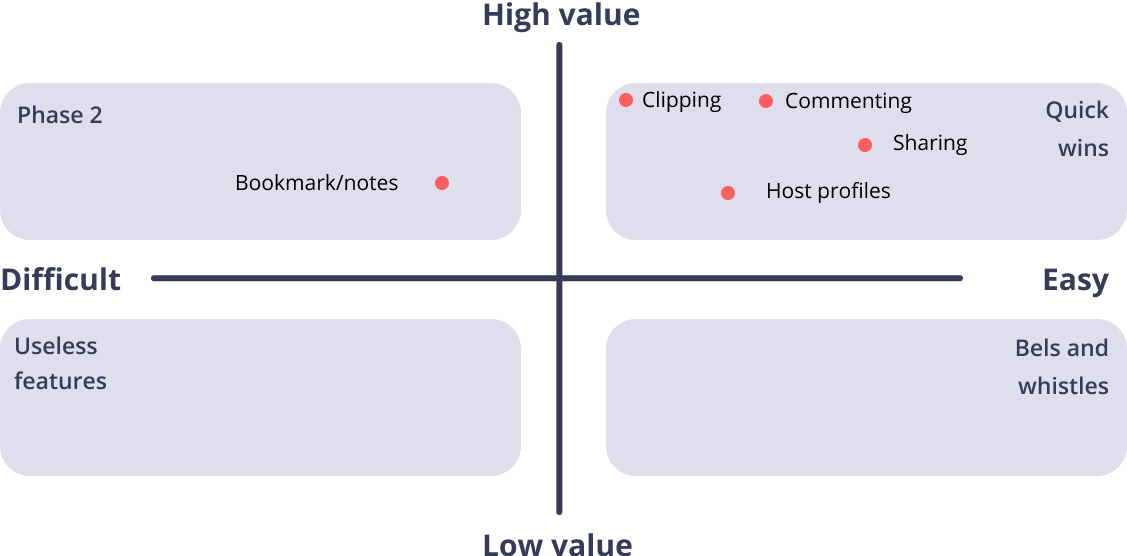 High value
Phase 2
Bookmark/notes
Clipping
Commenting
Sharing
Host profiles
Quick
wins
Difficult
Easy
Useless
features
Bels and
whistles
Low value